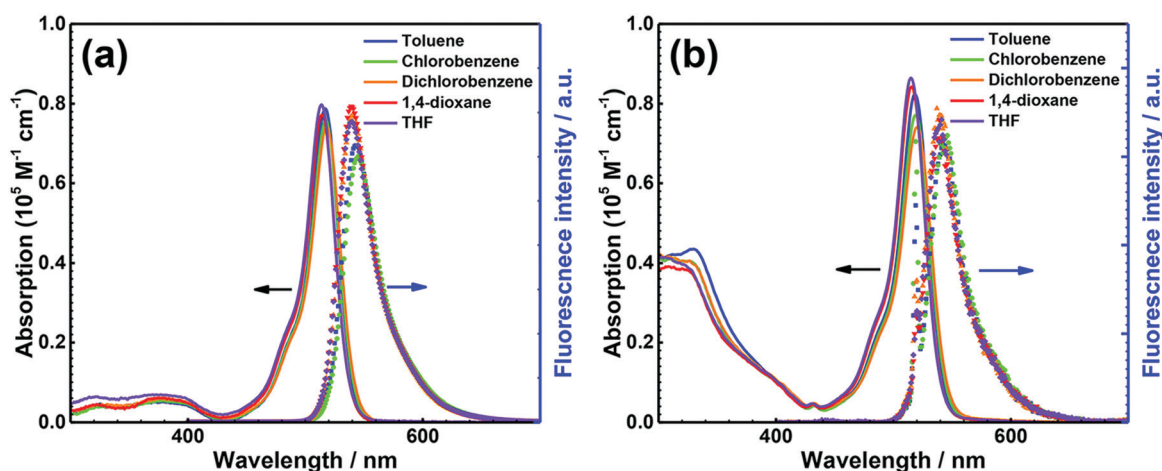 (a)
Toluene
Chlorobenzene
Dichlorobenzene
1,4-dioxane
THF
Absorption (10⁵ M⁻¹ cm⁻¹)
1.0
0.8
0.6
0.4
0.2
0.0
400
600
Wavelength / nm
Fluorescnece intensity / a.u.
(b)
Toluene
Chlorobenzene
Dichlorobenzene
1,4-dioxane
THF
Absorption (10⁵ M⁻¹ cm⁻¹)
1.0
0.8
0.6
0.4
0.2
0.0
400
600
Wavelength / nm
Fluorescnece intensity / a.u.